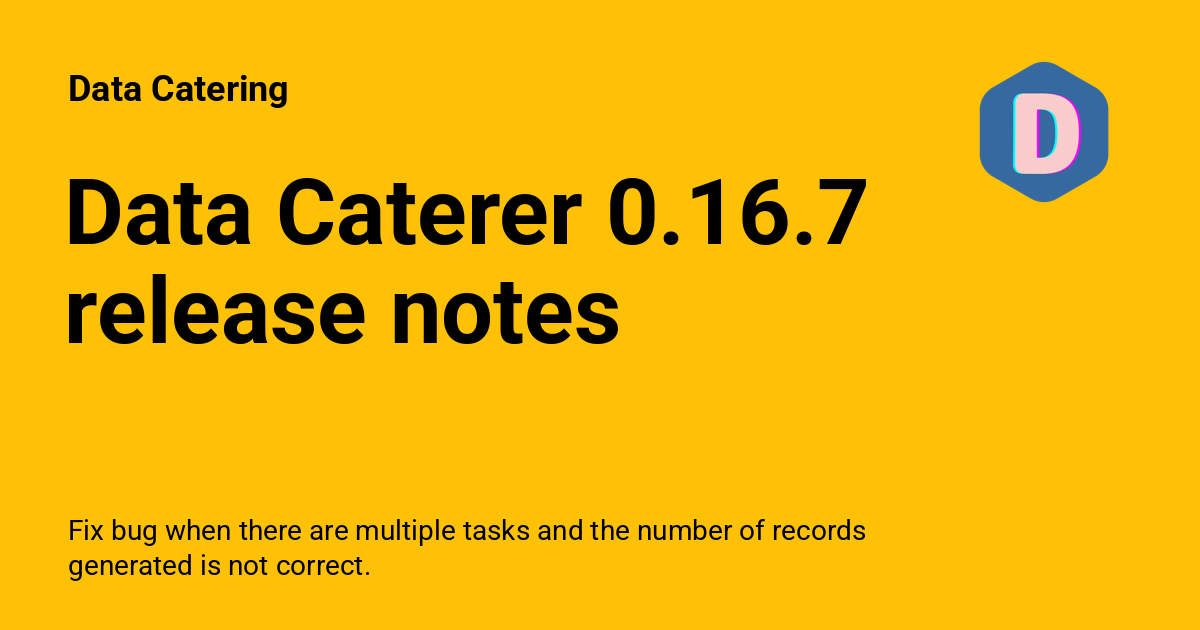 Data Catering
D
Data Caterer 0.16.7
release notes
Fix bug when there are multiple tasks and the number of records
generated is not correct.